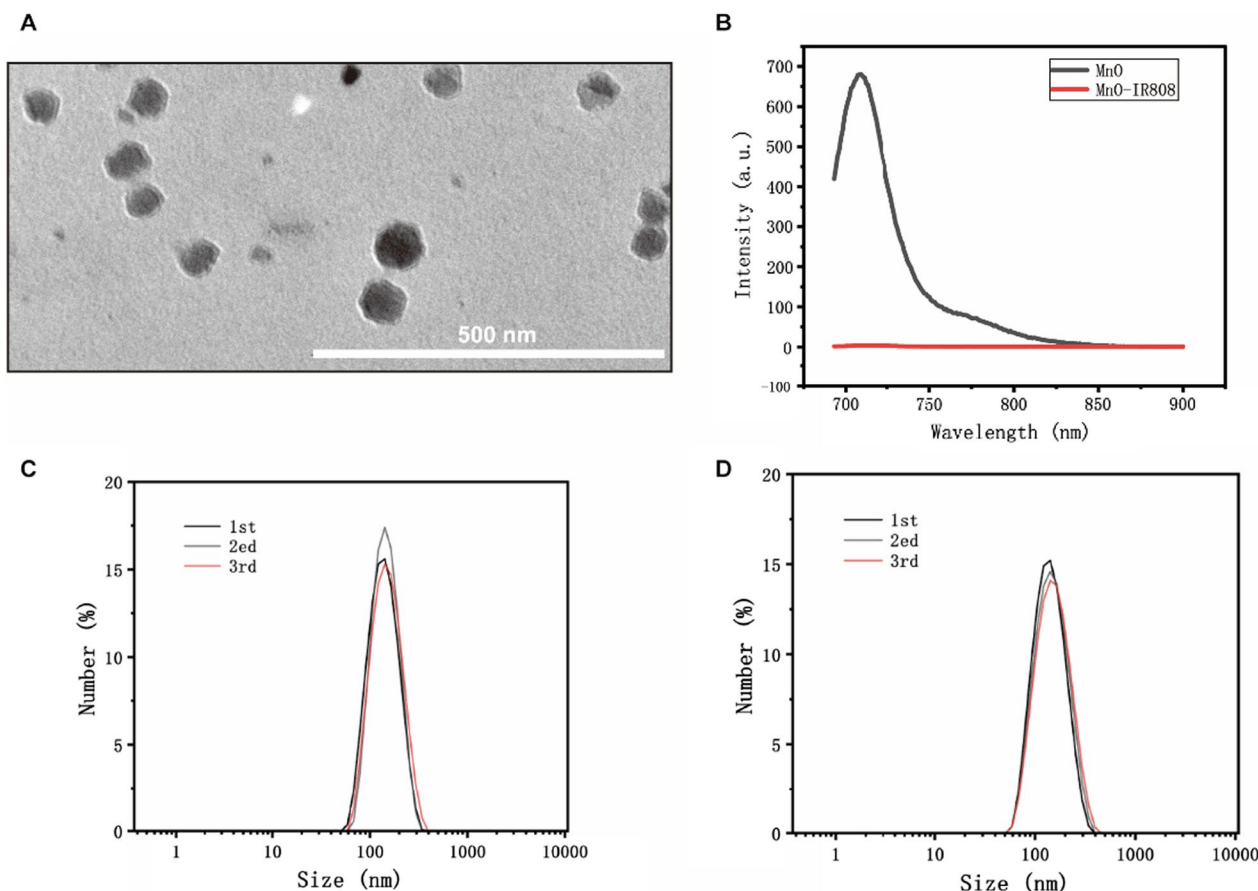 A
500 nm
B
Intensity (a.u.)
700
600
500
400
300
200
100
0
-100
MnO
MnO-IR808
700 750 800 850 900
Wavelength (nm)
C
Number (%)
20
15
10
5
0
1st
2ed
3rd
1 10 100 1000 10000
Size (nm)
D
Number (%)
20
15
10
5
0
1st
2ed
3rd
1 10 100 1000 10000
Size (nm)